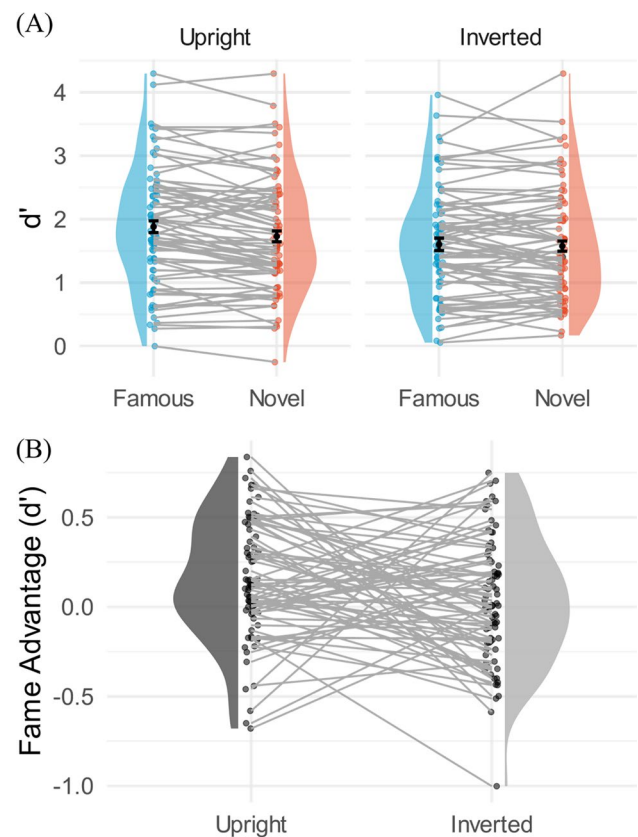 (A)
Upright
Inverted
d'
4
3
2
1
0
Famous
Novel
Famous
Novel
(B)
Fame Advantage (d')
0.5
0.0
-0.5
-1.0
Upright
Inverted